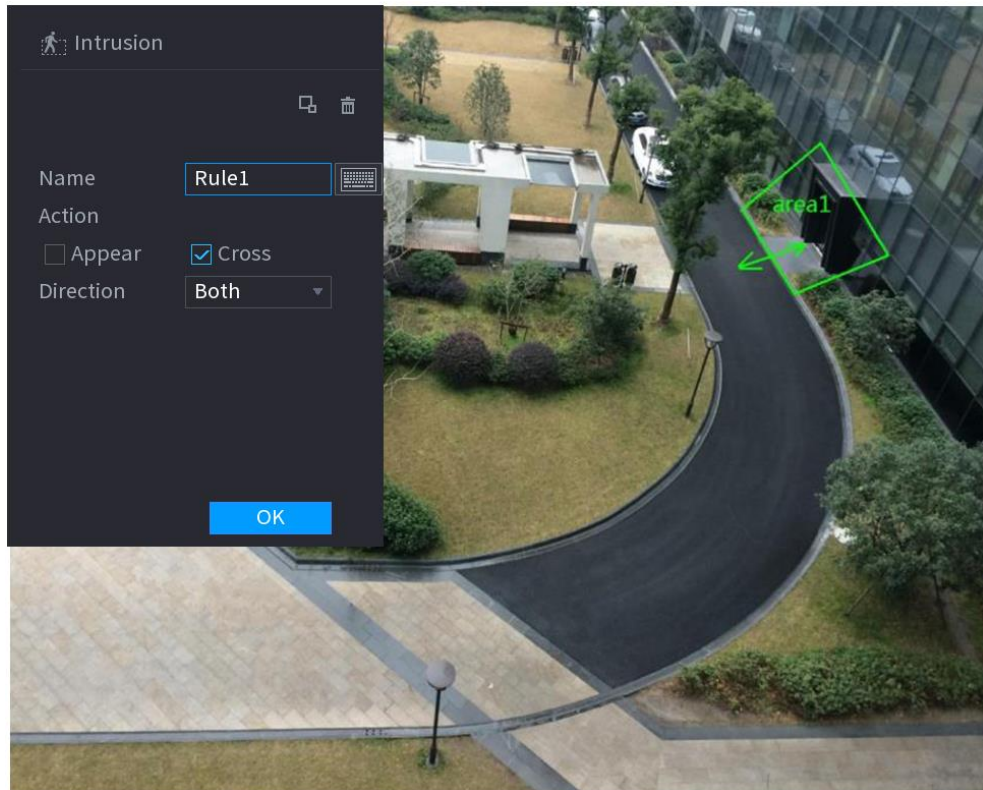 Intrusion
Name Rule1
Action
Appear Cross
Direction Both
OK
area1